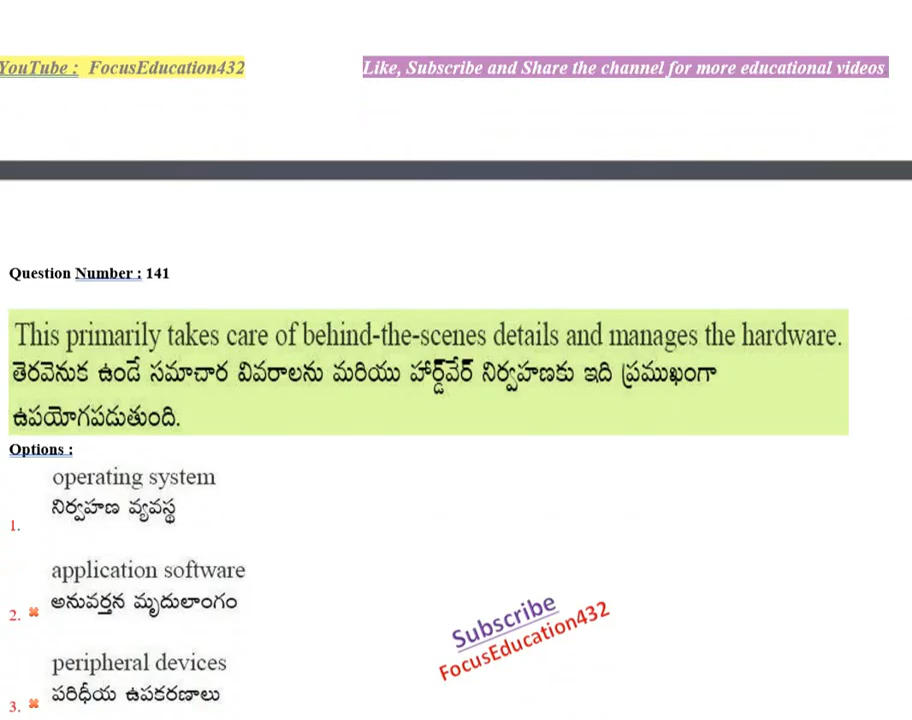 YouTube : FocusEducation432 Like, Subscribe and Share the channel for more educational videos
Question Number : 141
This primarily takes care of behind-the-scenes details and manages the hardware.
తెరవెనుక ఉండే సమాచార వివరాలను మరియు హార్డ్‌వేర్ నిర్వహణకు ఇది ప్రముఖంగా
ఉపయోగపడుతుంది.
Options :
operating system
నిర్వహణ వ్యవస్థ
1.
application software
అనువర్తన మృదులాంగం
2.
peripheral devices
పరిధీయ ఉపకరణాలు
3.
Subscribe
FocusEducation432